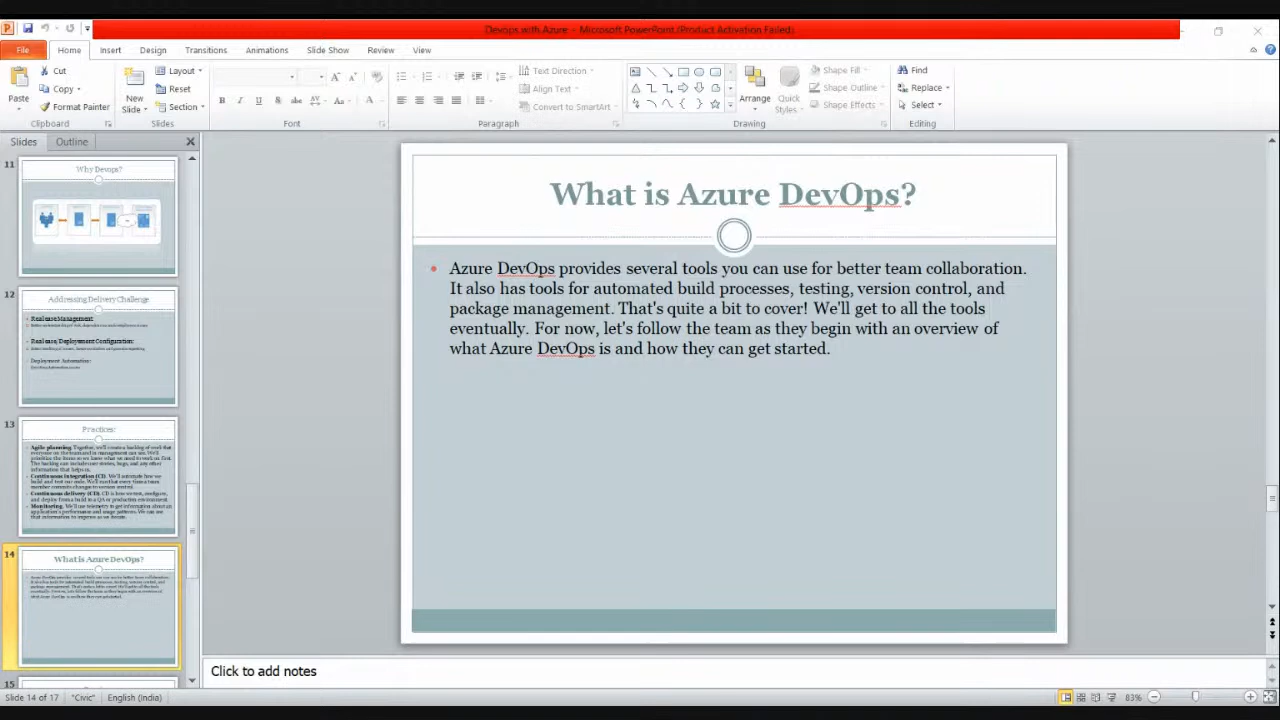 Devops with Azure - Microsoft PowerPoint (Product Activation Failed)
File Home Insert Design Transitions Animations Slide Show Review View
Paste
Cut
Copy
Format Painter
Clipboard
New
Slide
Layout
Reset
Section
Slides
Font
Text Direction
Align Text
Convert to SmartArt
Paragraph
Arrange
Quick
Styles
Shape Fill
Shape Outline
Shape Effects
Drawing
Find
Replace
Select
Editing
Slides Outline
11
Why Devops?
12
Addressing Delivery Challenge
13
Practices:
14
What is Azure DevOps?
15
What is Azure DevOps?
Azure DevOps provides several tools you can use for better team collaboration.
It also has tools for automated build processes, testing, version control, and
package management. That's quite a bit to cover! We'll get to all the tools
eventually. For now, let's follow the team as they begin with an overview of
what Azure DevOps is and how they can get started.
Click to add notes
Slide 14 of 17 "Civic" English (India) 83%